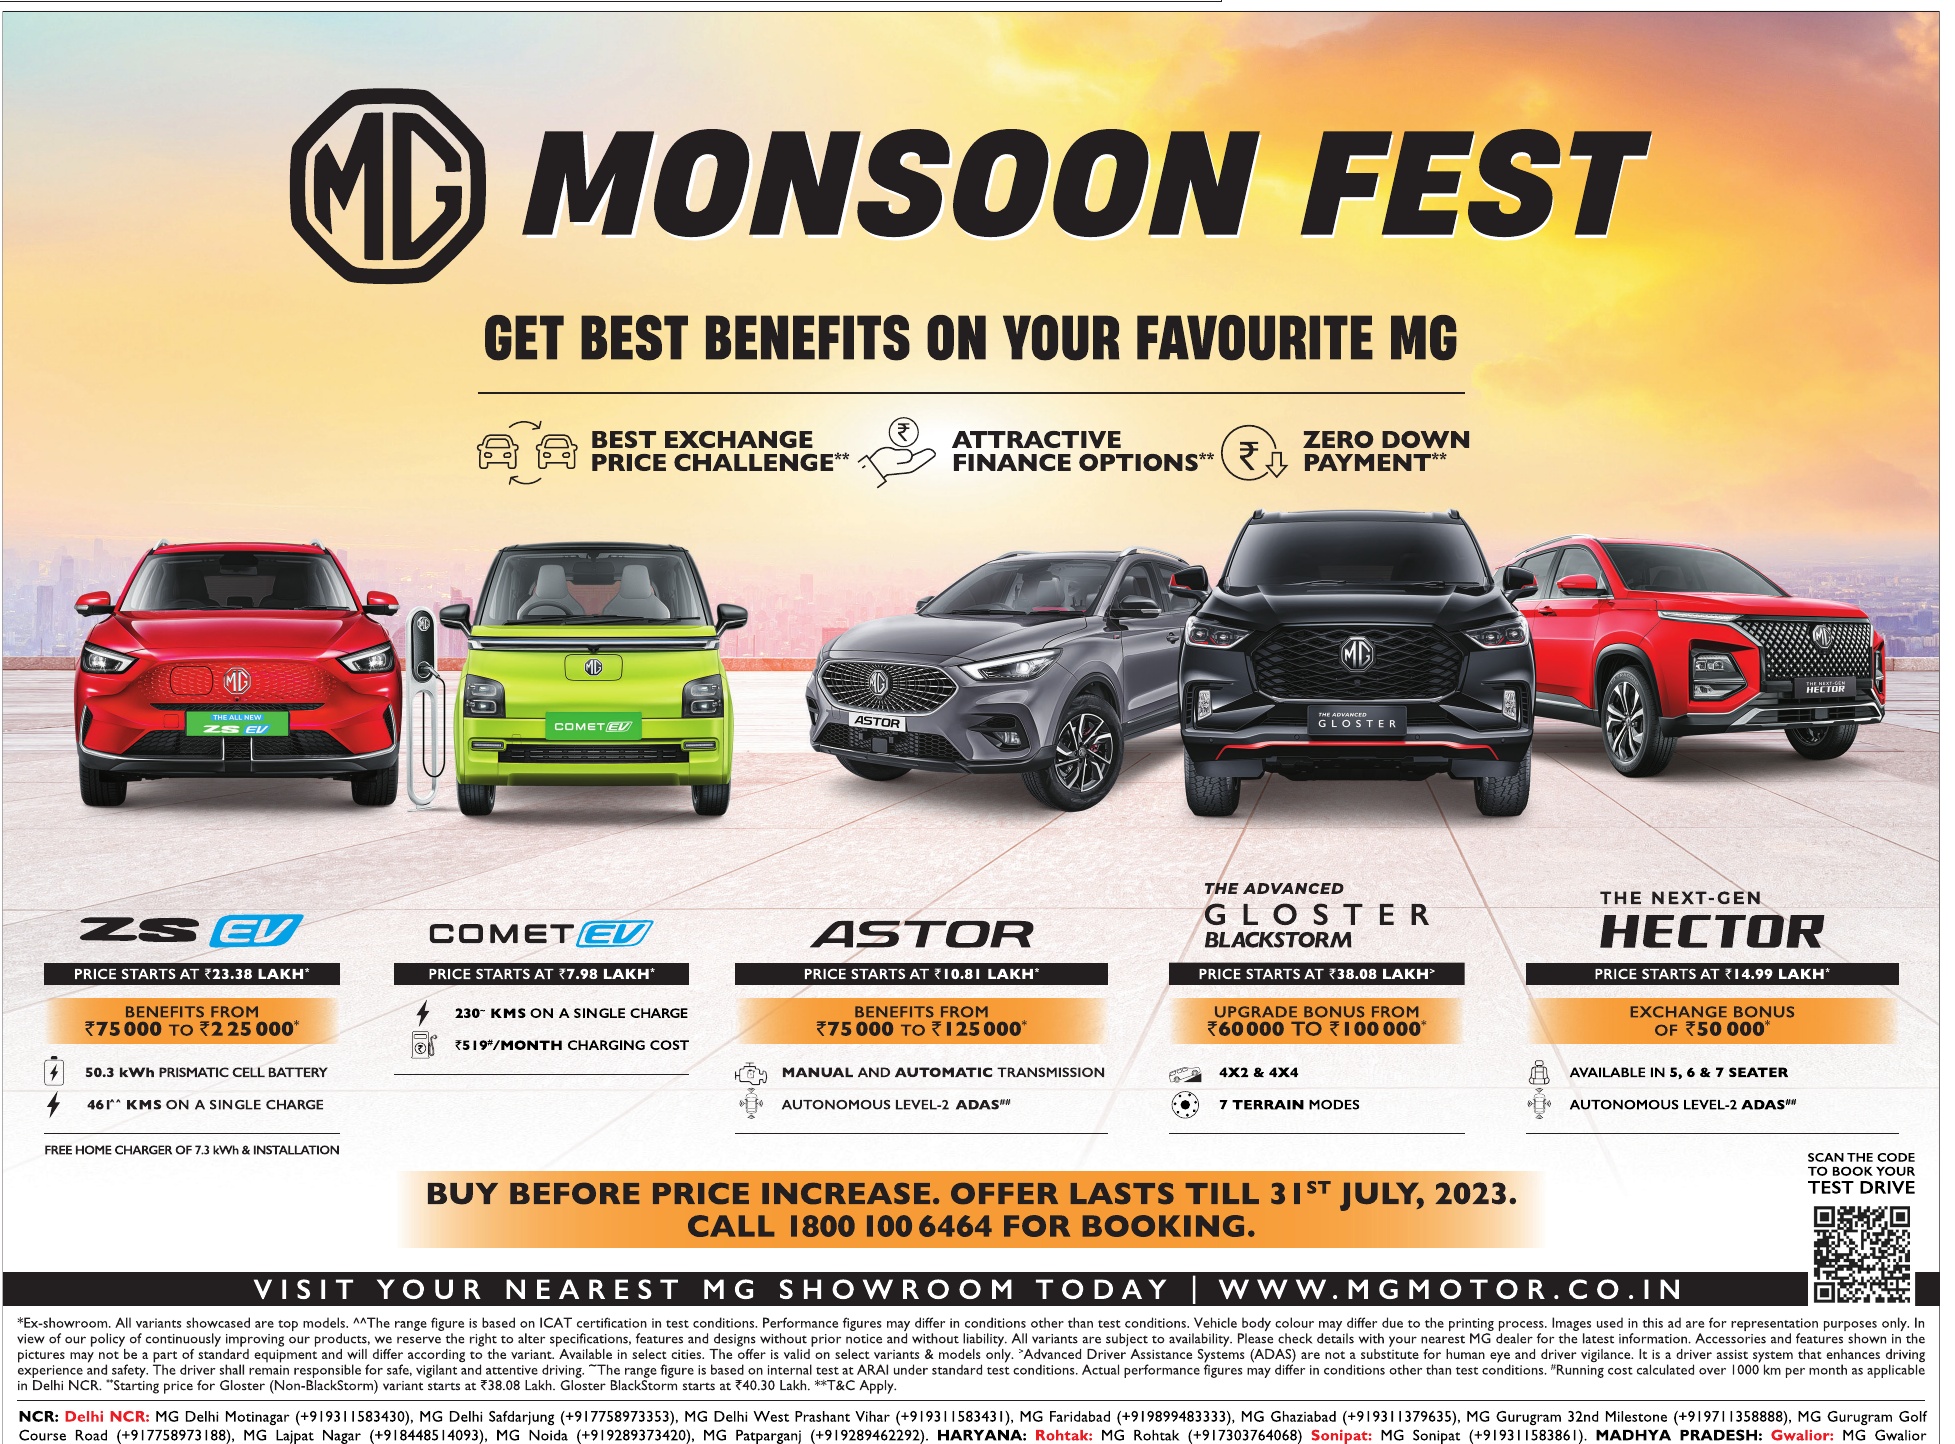 MG MONSOON FEST
GET BEST BENEFITS ON YOUR FAVOURITE MG
BEST EXCHANGE
PRICE CHALLENGE**
ATTRACTIVE
FINANCE OPTIONS**
ZERO DOWN
PAYMENT**
MG
THE ALL NEW
ZS EV
MG
MG
COMET EV
MG
ASTOR
MG
THE ADVANCED
GLOSTER
MG
THE NEXT-GEN
HECTOR
ZS EV
PRICE STARTS AT ₹23.38 LAKH*
BENEFITS FROM
₹75 000 TO ₹2 25 000*
50.3 kWh PRISMATIC CELL BATTERY
461^^ KMS ON A SINGLE CHARGE
FREE HOME CHARGER OF 7.3 kWh & INSTALLATION
COMET EV
PRICE STARTS AT ₹7.98 LAKH*
230~ KMS ON A SINGLE CHARGE
₹519#/MONTH CHARGING COST
ASTOR
PRICE STARTS AT ₹10.81 LAKH*
BENEFITS FROM
₹75 000 TO ₹125 000*
MANUAL AND AUTOMATIC TRANSMISSION
AUTONOMOUS LEVEL-2 ADAS##
THE ADVANCED
GLOSTER
BLACKSTORM
PRICE STARTS AT ₹38.08 LAKH>
UPGRADE BONUS FROM
₹60 000 TO ₹100 000*
4X2 & 4X4
7 TERRAIN MODES
THE NEXT-GEN
HECTOR
PRICE STARTS AT ₹14.99 LAKH*
EXCHANGE BONUS
OF ₹50 000*
AVAILABLE IN 5, 6 & 7 SEATER
AUTONOMOUS LEVEL-2 ADAS##
SCAN THE CODE
TO BOOK YOUR
TEST DRIVE
BUY BEFORE PRICE INCREASE. OFFER LASTS TILL 31ST JULY, 2023.
CALL 1800 100 6464 FOR BOOKING.
VISIT YOUR NEAREST MG SHOWROOM TODAY | WWW.MGMOTOR.CO.IN
*Ex-showroom. All variants showcased are top models. ^^The range figure is based on ICAT certification in test conditions. Performance figures may differ in conditions other than test conditions. Vehicle body colour may differ due to the printing process. Images used in this ad are for representation purposes only. In
view of our policy of continuously improving our products, we reserve the right to alter specifications, features and designs without prior notice and without liability. All variants are subject to availability. Please check details with your nearest MG dealer for the latest information. Accessories and features shown in the
pictures may not be a part of standard equipment and will differ according to the variant. Available in select cities. The offer is valid on select variants & models only. >Advanced Driver Assistance Systems (ADAS) are not a substitute for human eye and driver vigilance. It is a driver assist system that enhances driving
experience and safety. The driver shall remain responsible for safe, vigilant and attentive driving. ~The range figure is based on internal test at ARAI under standard test conditions. Actual performance figures may differ in conditions other than test conditions. #Running cost calculated over 1000 km per month as applicable
in Delhi NCR. **Starting price for Gloster (Non-BlackStorm) variant starts at ₹38.08 Lakh. Gloster BlackStorm starts at ₹40.30 Lakh. **T&C Apply.
NCR: Delhi NCR: MG Delhi Motinagar (+919311583430), MG Delhi Safdarjung (+917758973353), MG Delhi West Prashant Vihar (+919311583431), MG Faridabad (+919899483333), MG Ghaziabad (+919311379635), MG Gurugram 32nd Milestone (+919711358888), MG Gurugram Golf
Course Road (+917758973188), MG Lajpat Nagar (+918448514093), MG Noida (+919289373420), MG Patparganj (+919289462292). HARYANA: Rohtak: MG Rohtak (+917303764068) Sonipat: MG Sonipat (+919311583861). MADHYA PRADESH: Gwalior: MG Gwalior